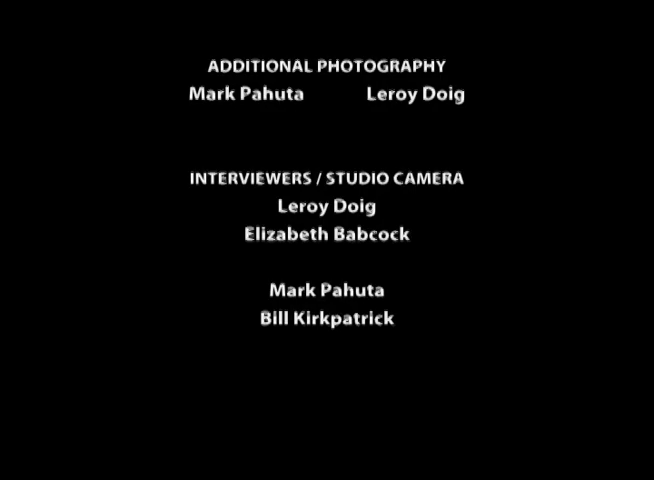 ADDITIONAL PHOTOGRAPHY
Mark Pahuta Leroy Doig
INTERVIEWERS / STUDIO CAMERA
Leroy Doig
Elizabeth Babcock
Mark Pahuta
Bill Kirkpatrick